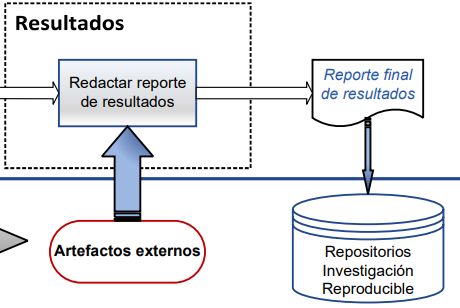 Resultados
Redactar reporte
de resultados
Reporte final
de resultados
Artefactos externos
Repositorios
Investigación
Reproducible